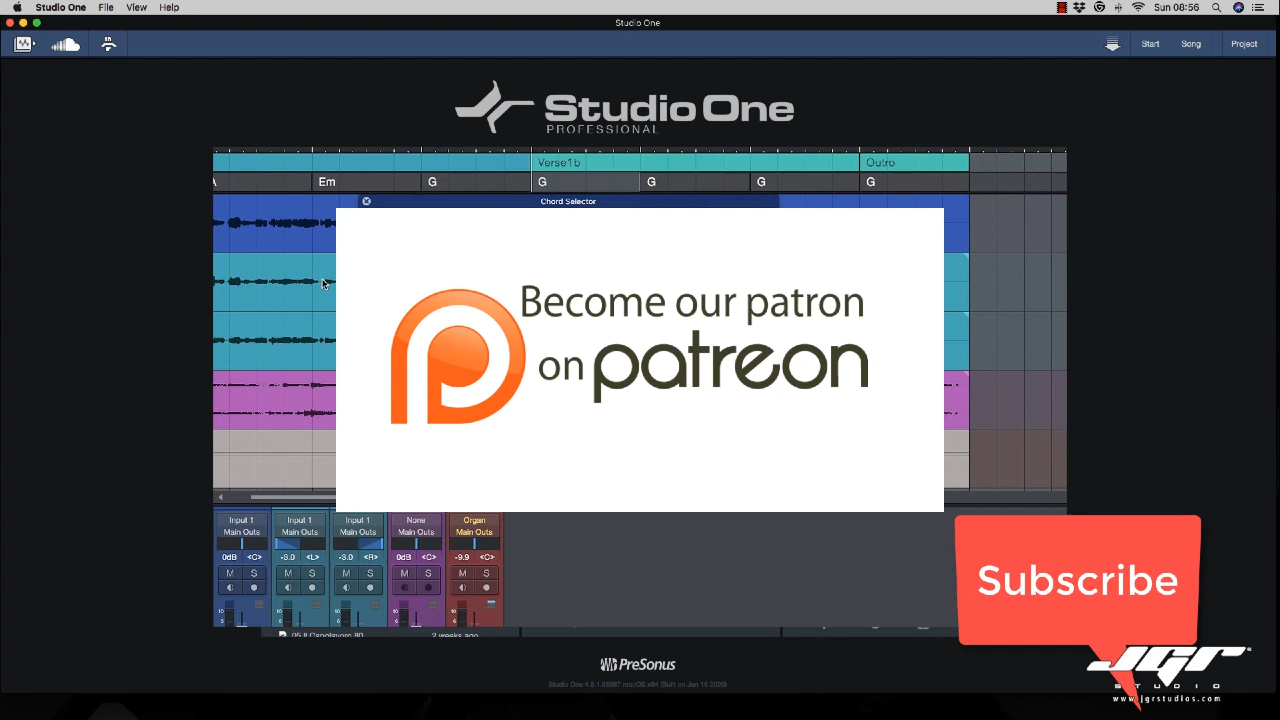 Studio One File View Help
Sun 08:56
Studio One
Start Song Project
Studio One
PROFESSIONAL
Verse1b Outro
Em G G G G G
Chord Selector
Become our patron
on patreon
Input 1 Input 1 Input 1 None Organ
Main Outs Main Outs Main Outs Main Outs Main Outs
0dB <C> -3.0 <L> -3.0 <R> 0dB <C> -9.9 <C>
M S M S M S M S M S
Subscribe
2 weeks ago
PreSonus
JGR
STUDIO
www.jgrstudios.com